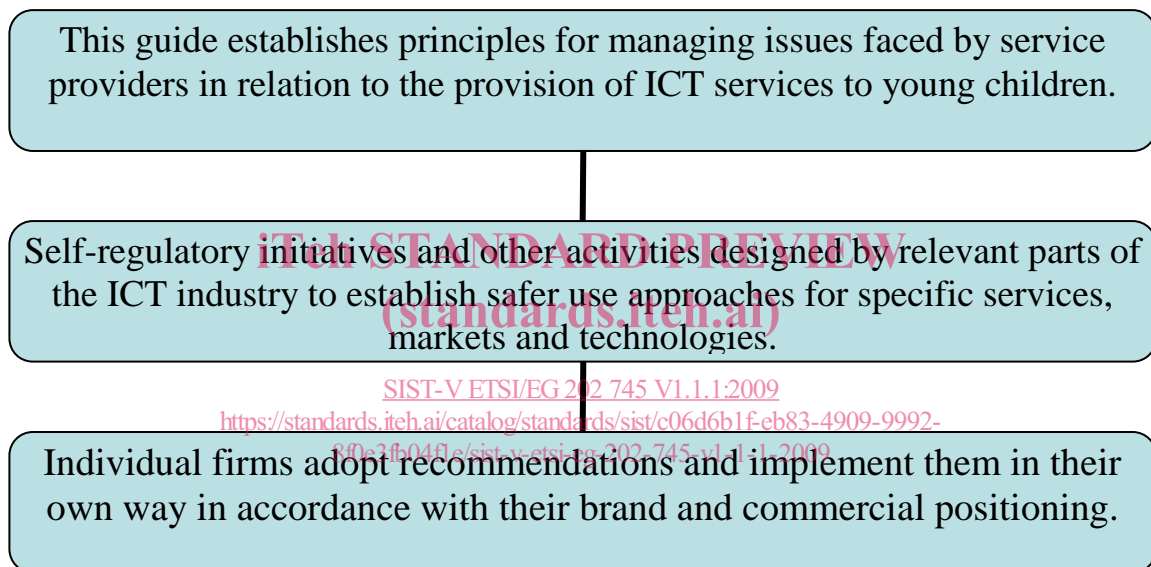 This guide establishes principles for managing issues faced by service
providers in relation to the provision of ICT services to young children.
Self-regulatory initiatives and other activities designed by relevant parts of
iTeh STANDARD PREVIEW
the ICT industry to establish safer use approaches for specific services,
(standards.iteh.ai)
markets and technologies.
SIST-V ETSI/EG 202 745 V1.1.1:2009
https://standards.iteh.ai/catalog/standards/sist/c06d6b1f-eb83-4909-9992-
8f0e3fb04f1e/sist-v-etsi-eg-202-745-v1-1-1-2009
Individual firms adopt recommendations and implement them in their
own way in accordance with their brand and commercial positioning.